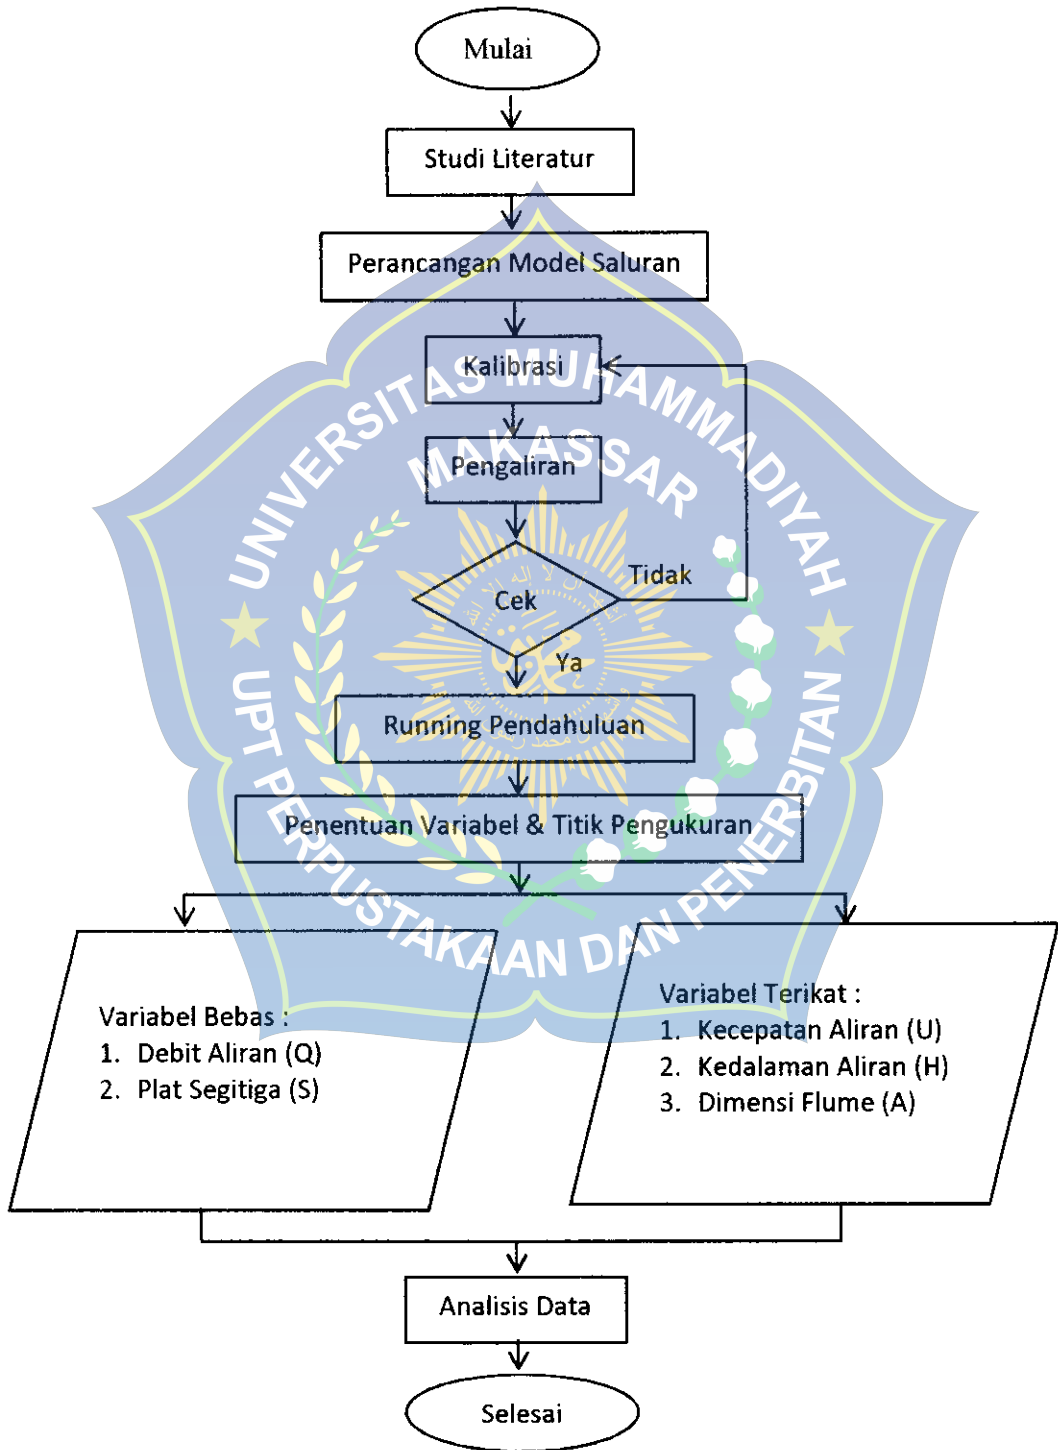 Mulai
Studi Literatur
Perancangan Model Saluran
Kalibrasi
Pengaliran
Cek
Tidak
Ya
Running Pendahuluan
Penentuan Variabel & Titik Pengukuran
Variabel Bebas :
1. Debit Aliran (Q)
2. Plat Segitiga (S)
Variabel Terikat :
1. Kecepatan Aliran (U)
2. Kedalaman Aliran (H)
3. Dimensi Flume (A)
Analisis Data
Selesai
UNIVERSITAS MUHAMMADIYAH
MAKASSAR
UPT PERPUSTAKAAN DAN PENERBITAN